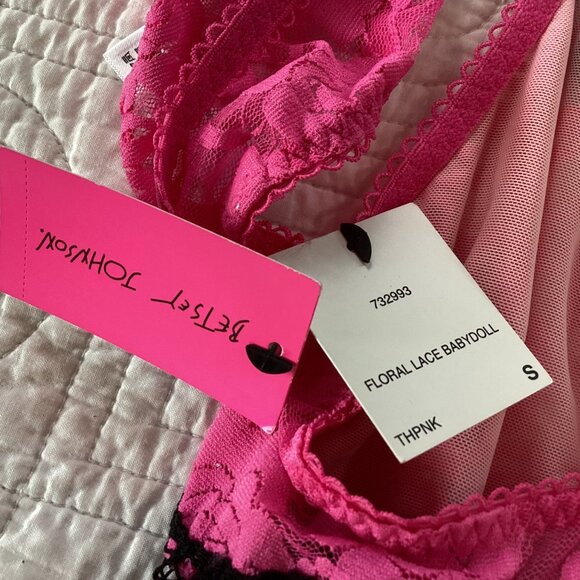 BETSEY JOHNSON.
732993
FLORAL LACE BABYDOLL
S
THPNK